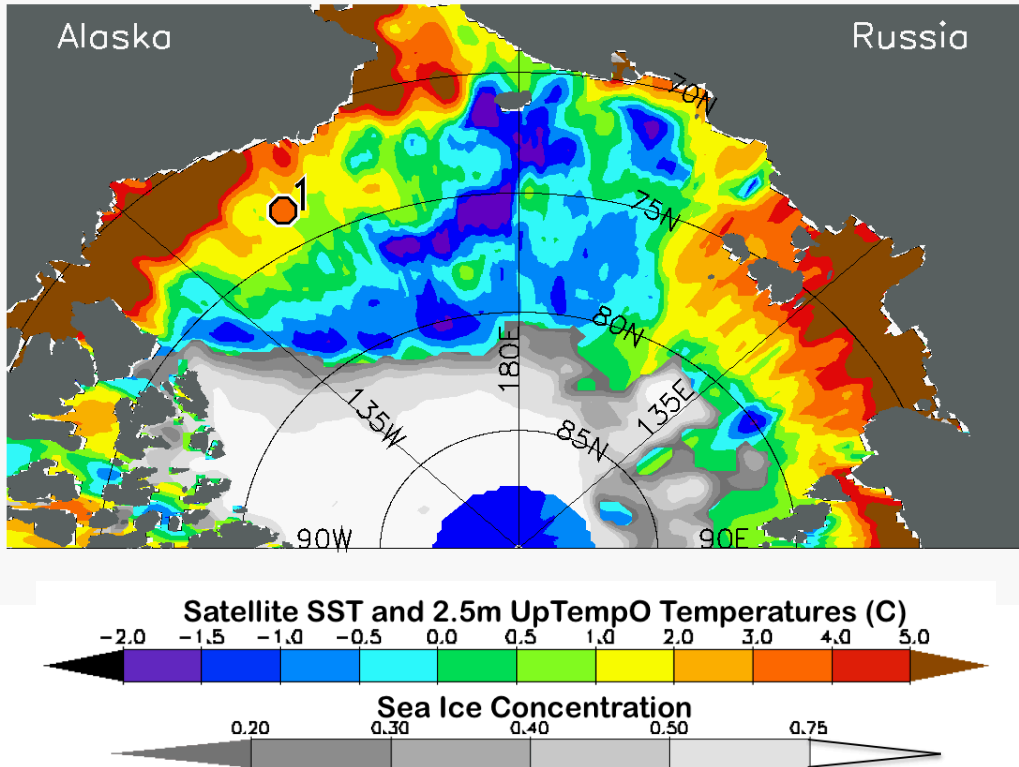 Alaska
Russia
70N
1
75N
80N
180E
135W
135E
85N
90W
90E
Satellite SST and 2.5m UpTempO Temperatures (C)
-2.0 -1.5 -1.0 -0.5 0.0 0.5 1.0 2.0 3.0 4.0 5.0
Sea Ice Concentration
0.20 0.30 0.40 0.50 0.75